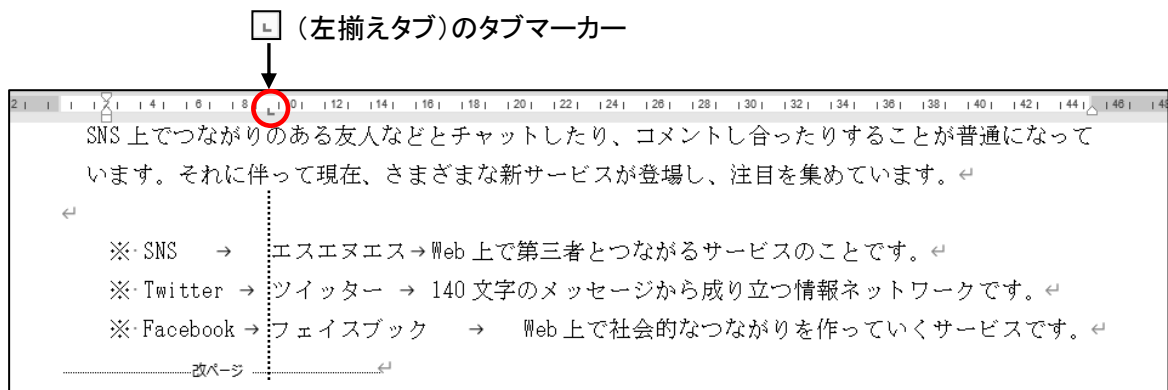 （左揃えタブ）のタブマーカー
2 2 4 6 8 10 12 14 16 18 20 22 24 26 28 30 32 34 36 38 40 42 44 46 48
SNS 上でつながりのある友人などとチャットしたり、コメントし合ったりすることが普通になって
います。それに伴って現在、さまざまな新サービスが登場し、注目を集めています。↵
↵
※·SNS → エスエヌエス→Web 上で第三者とつながるサービスのことです。↵
※·Twitter → ツイッター → 140 文字のメッセージから成り立つ情報ネットワークです。↵
※·Facebook → フェイスブック → Web 上で社会的なつながりを作っていくサービスです。↵
改ページ↵